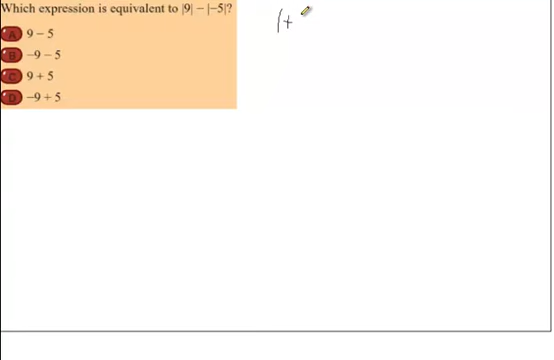 Which expression is equivalent to |9| − |−5|?
A 9 − 5
B −9 − 5
C 9 + 5
D −9 + 5
|+